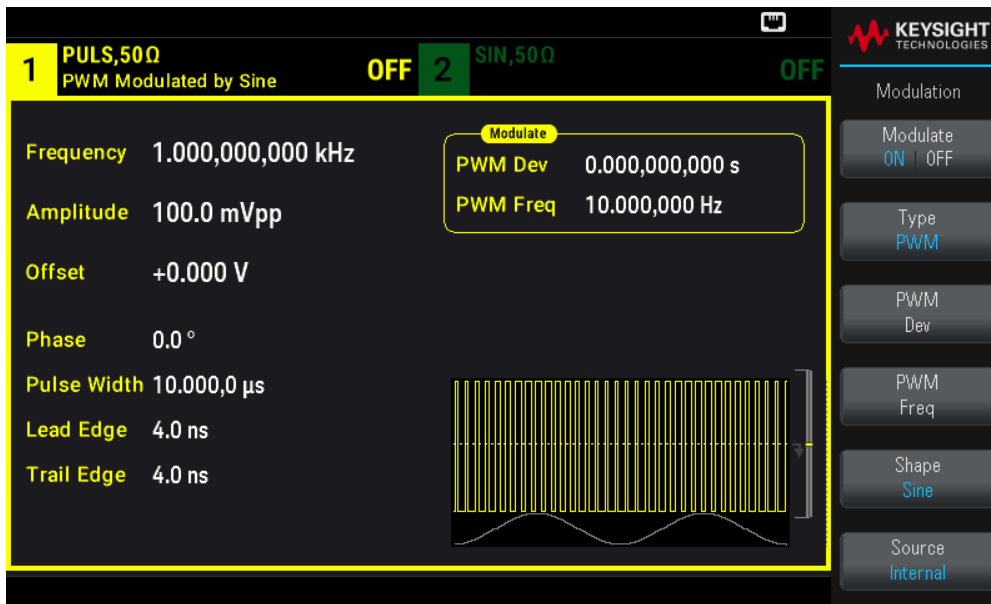 KEYSIGHT
TECHNOLOGIES
1 PULS,50Ω OFF 2 SIN,50Ω OFF
PWM Modulated by Sine
Modulation
Frequency 1.000,000,000 kHz
Amplitude 100.0 mVpp
Offset +0.000 V
Phase 0.0 °
Pulse Width 10.000,0 µs
Lead Edge 4.0 ns
Trail Edge 4.0 ns
Modulate
PWM Dev 0.000,000,000 s
PWM Freq 10.000,000 Hz
Modulate
ON | OFF
Type
PWM
PWM
Dev
PWM
Freq
Shape
Sine
Source
Internal